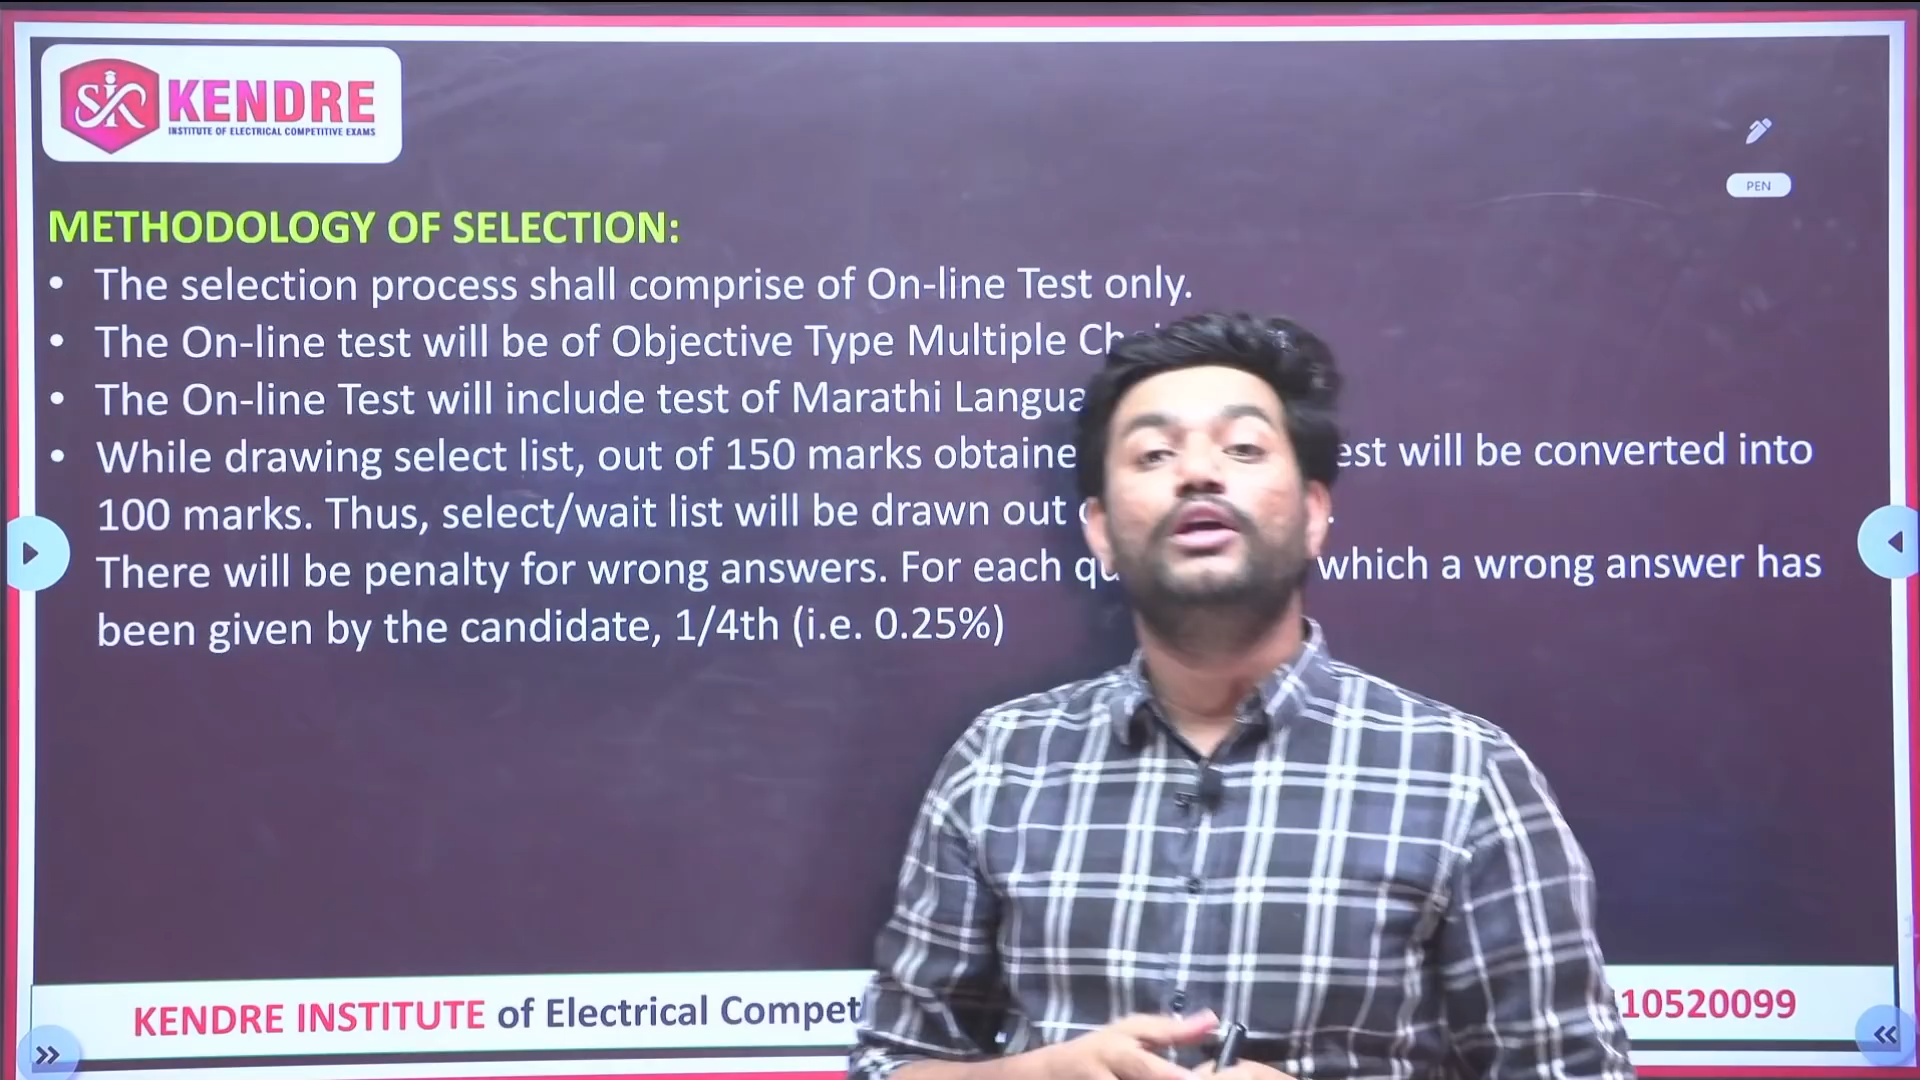 KENDRE
INSTITUTE OF ELECTRICAL COMPETITIVE EXAMS
PEN
METHODOLOGY OF SELECTION:
• The selection process shall comprise of On-line Test only.
• The On-line test will be of Objective Type Multiple
• The On-line Test will include test of Marathi
• While drawing select list, out of 150 marks will be converted into
100 marks. Thus, select/wait list will be drawn out
There will be penalty for wrong answers. For each which a wrong answer has
been given by the candidate, 1/4th (i.e. 0.25%)
KENDRE INSTITUTE of Electrical 10520099